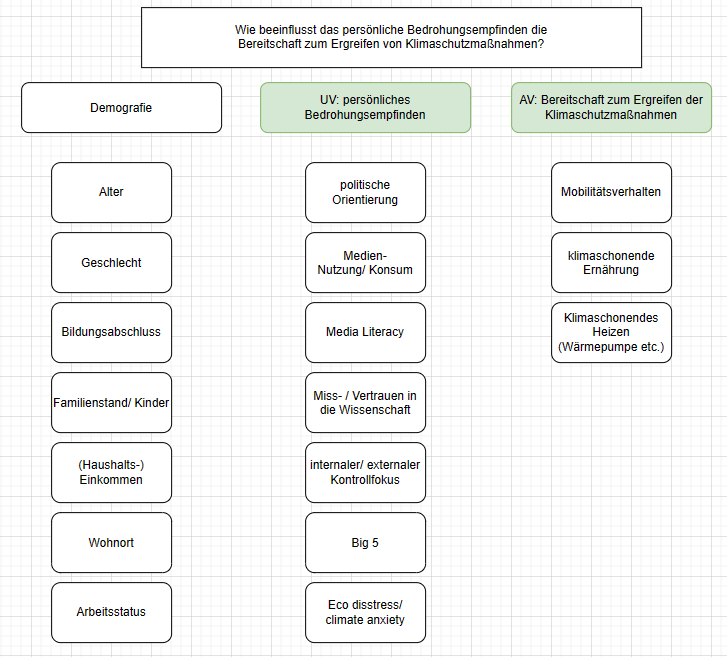 Wie beeinflusst das persönliche Bedrohungsempfinden die
Bereitschaft zum Ergreifen von Klimaschutzmaßnahmen?
Demografie
UV: persönliches
Bedrohungsempfinden
AV: Bereitschaft zum Ergreifen der
Klimaschutzmaßnahmen
Alter
politische
Orientierung
Mobilitätsverhalten
Geschlecht
Medien-
Nutzung/ Konsum
klimaschonende
Ernährung
Bildungsabschluss
Media Literacy
Klimaschonendes
Heizen
(Wärmepumpe etc.)
Familienstand/ Kinder
Miss- / Vertrauen in
die Wissenschaft
(Haushalts-)
Einkommen
internaler/ externaler
Kontrollfokus
Wohnort
Big 5
Arbeitsstatus
Eco disstress/
climate anxiety